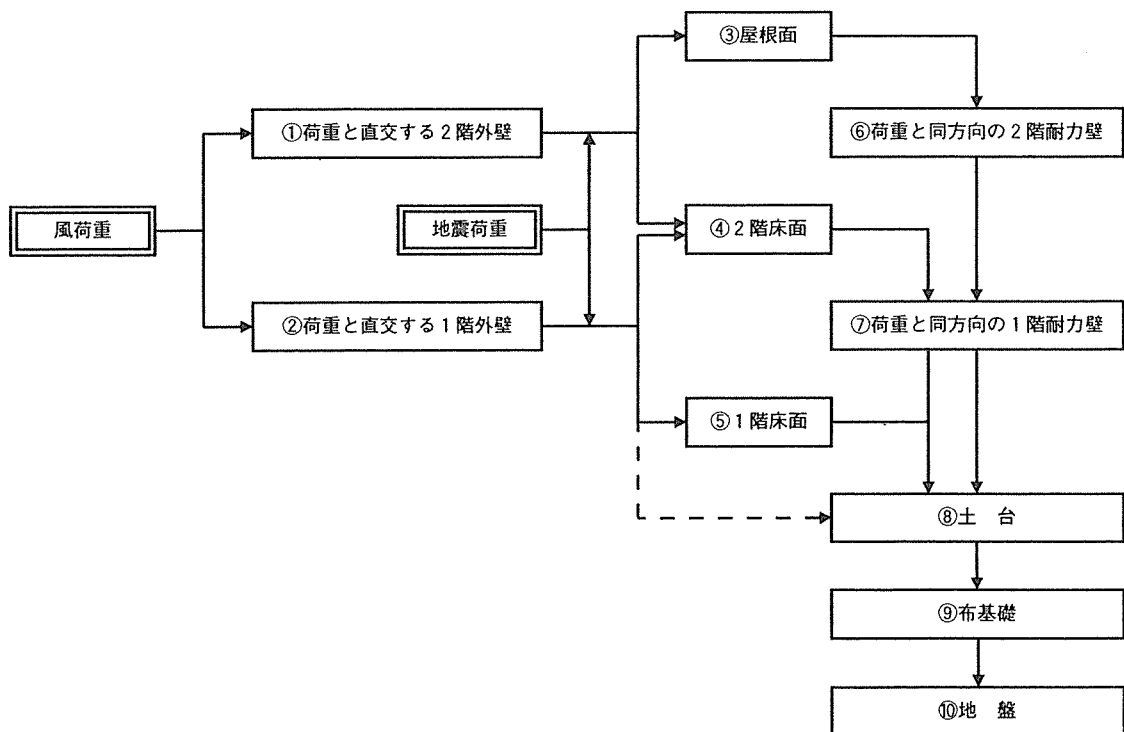 ③屋根面
①荷重と直交する2階外壁
⑥荷重と同方向の2階耐力壁
風荷重
地震荷重
④2階床面
②荷重と直交する1階外壁
⑦荷重と同方向の1階耐力壁
⑤1階床面
⑧土 台
⑨布基礎
⑩地 盤